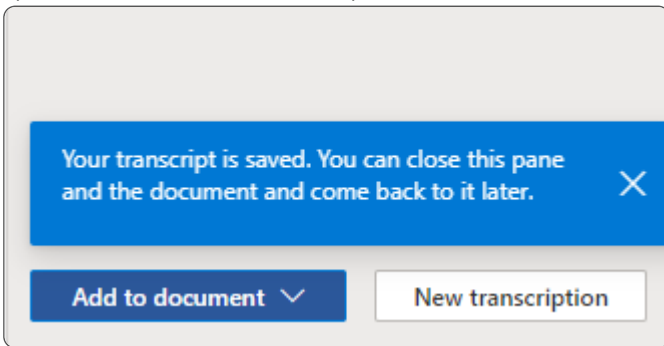 Your transcript is saved. You can close this pane
and the document and come back to it later.
Add to document
New transcription